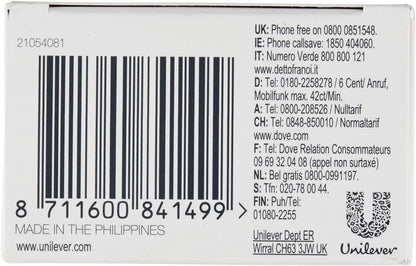 21054081
8 711600 841499 >
MADE IN THE PHILIPPINES
www.unilever.com
UK: Phone free on 0800 0851548.
IE: Phone callsave: 1850 404060.
IT: Numero Verde 800 800 121
www.dettofranoi.it
D: Tel.: 0180-2258278 / 6 Cent/ Anruf,
Mobilfunk max. 42ct/Min.
A: Tel.: 0800-208526 / Nulltarif
CH: Tel.: 0848-850010 / Normaltarif
www.dove.com
F: Tel: Dove Relation Consommateurs
09 69 32 04 08 (appel non surtaxé)
NL: Bel gratis 0800-0991197.
S: Tfn: 020-78 00 44.
FIN: Puh/Tel:
01080-2255
Unilever Dept ER
Wirral CH63 3JW UK
Unilever